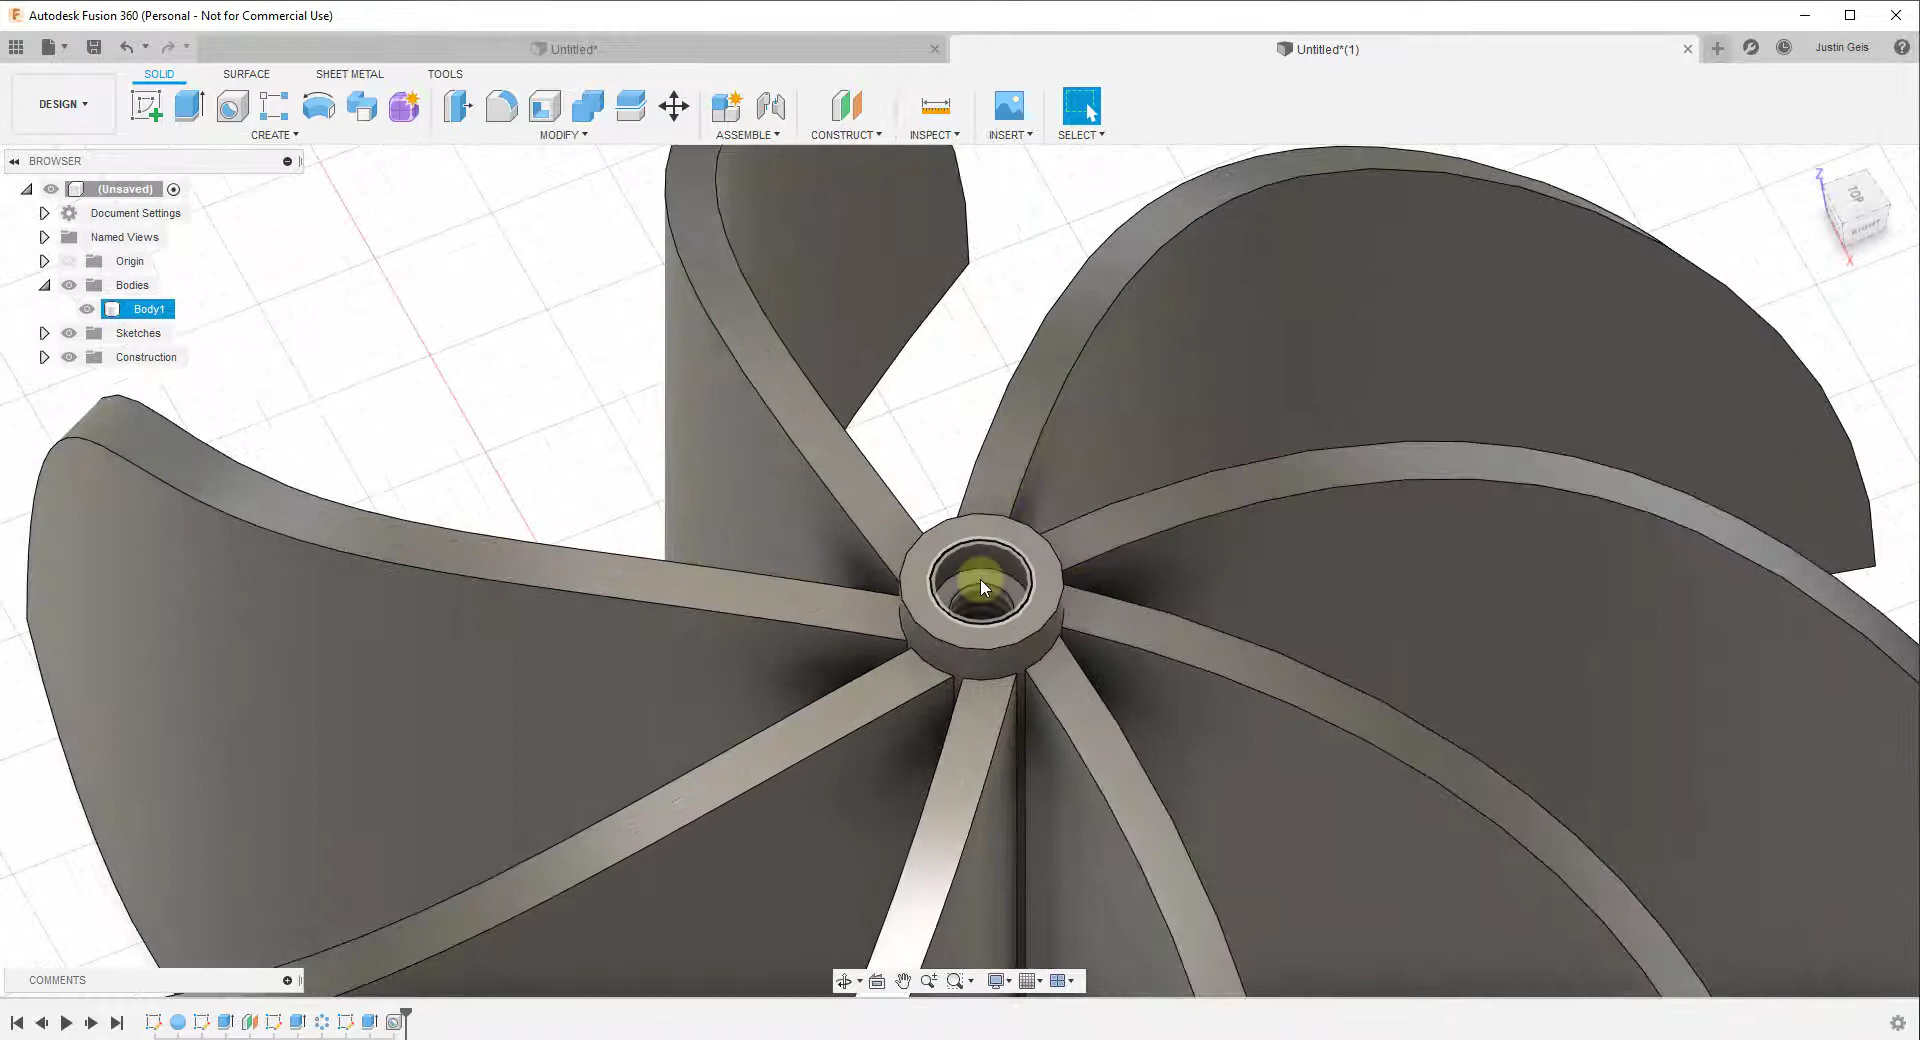 Autodesk Fusion 360 (Personal - Not for Commercial Use)
Untitled*
Untitled*(1)
Justin Geis
SOLID
SURFACE
SHEET METAL
TOOLS
DESIGN
CREATE
MODIFY
ASSEMBLE
CONSTRUCT
INSPECT
INSERT
SELECT
BROWSER
(Unsaved)
Document Settings
Named Views
Origin
Bodies
Body1
Sketches
Construction
Z
TOP
RIGHT
X
COMMENTS